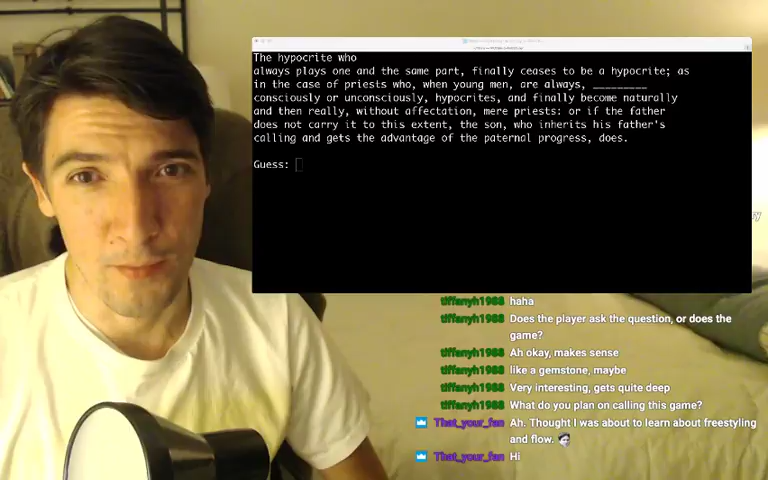 The hypocrite who
always plays one and the same part, finally ceases to be a hypocrite; as
in the case of priests who, when young men, are always, _________
consciously or unconsciously, hypocrites, and finally become naturally
and then really, without affectation, mere priests: or if the father
does not carry it to this extent, the son, who inherits his father's
calling and gets the advantage of the paternal progress, does.
Guess:
tiffanyh1988 haha
tiffanyh1988 Does the player ask the question, or does the
game?
tiffanyh1988 Ah okay, makes sense
tiffanyh1988 like a gemstone, maybe
tiffanyh1988 Very interesting, gets quite deep
tiffanyh1988 What do you plan on calling this game?
That_your_fan Ah. Thought I was about to learn about freestyling
and flow.
That_your_fan Hi